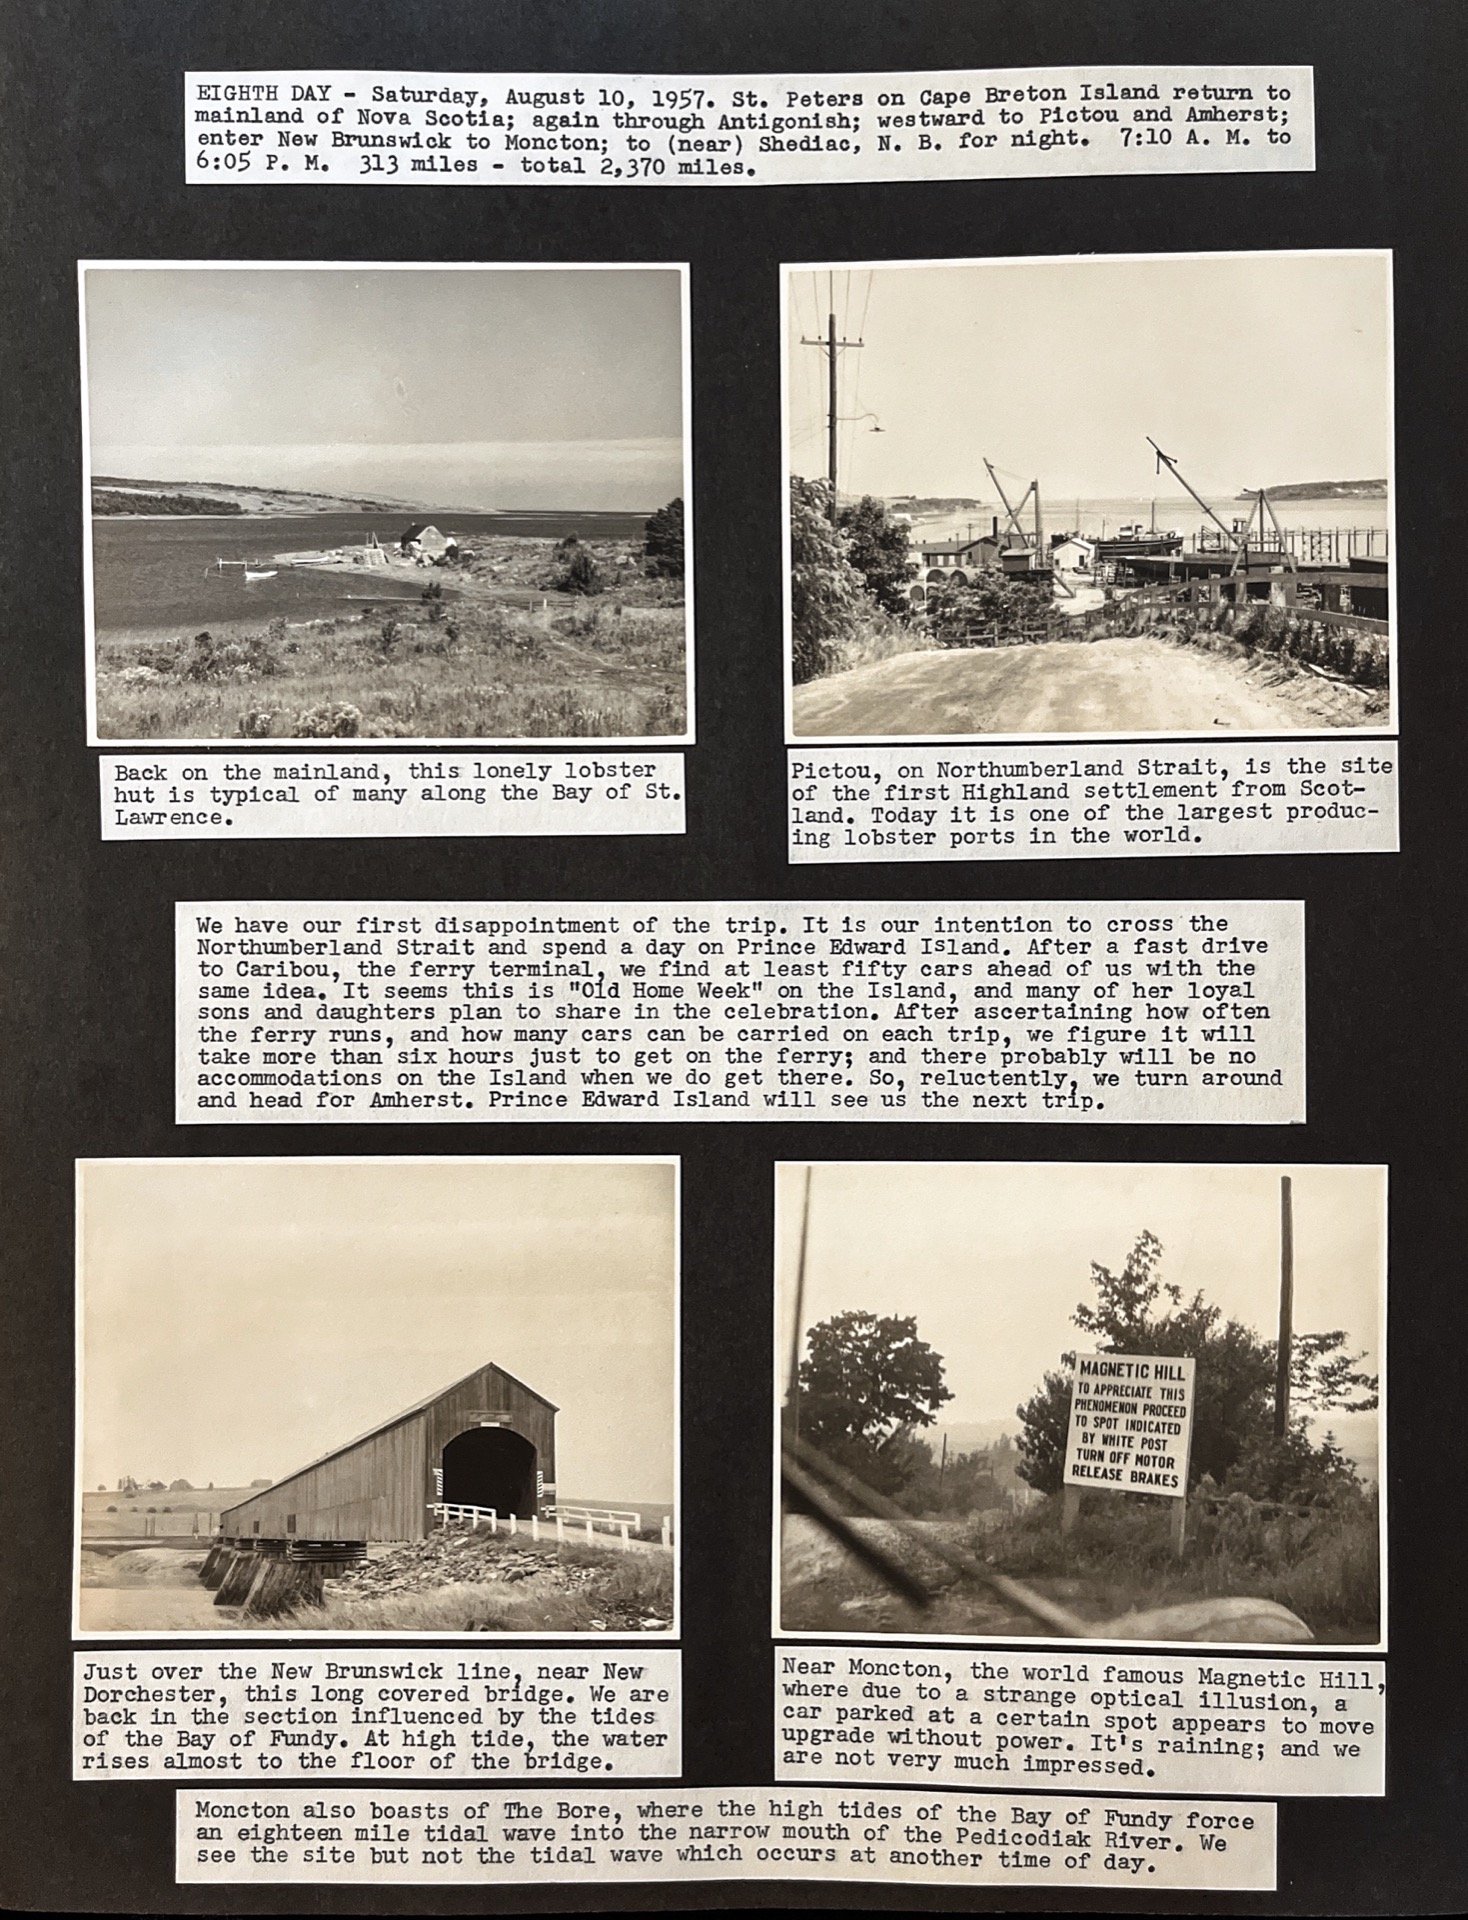 EIGHTH DAY - Saturday, August 10, 1957. St. Peters on Cape Breton Island return to
mainland of Nova Scotia; again through Antigonish; westward to Pictou and Amherst;
enter New Brunswick to Moncton; to (near) Shediac, N. B. for night. 7:10 A. M. to
6:05 P. M. 313 miles - total 2,370 miles.
Back on the mainland, this lonely lobster
hut is typical of many along the Bay of St.
Lawrence.
Pictou, on Northumberland Strait, is the site
of the first Highland settlement from Scot-
land. Today it is one of the largest produc-
ing lobster ports in the world.
We have our first disappointment of the trip. It is our intention to cross the
Northumberland Strait and spend a day on Prince Edward Island. After a fast drive
to Caribou, the ferry terminal, we find at least fifty cars ahead of us with the
same idea. It seems this is "Old Home Week" on the Island, and many of her loyal
sons and daughters plan to share in the celebration. After ascertaining how often
the ferry runs, and how many cars can be carried on each trip, we figure it will
take more than six hours just to get on the ferry; and there probably will be no
accommodations on the Island when we do get there. So, reluctantly, we turn around
and head for Amherst. Prince Edward Island will see us the next trip.
MAGNETIC HILL
TO APPRECIATE THIS
PHENOMENON PROCEED
TO SPOT INDICATED
BY WHITE POST
TURN OFF MOTOR
RELEASE BRAKES
Just over the New Brunswick line, near New
Dorchester, this long covered bridge. We are
back in the section influenced by the tides
of the Bay of Fundy. At high tide, the water
rises almost to the floor of the bridge.
Near Moncton, the world famous Magnetic Hill,
where due to a strange optical illusion, a
car parked at a certain spot appears to move
upgrade without power. It's raining; and we
are not very much impressed.
Moncton also boasts of The Bore, where the high tides of the Bay of Fundy force
an eighteen mile tidal wave into the narrow mouth of the Pedicodiak River. We
see the site but not the tidal wave which occurs at another time of day.